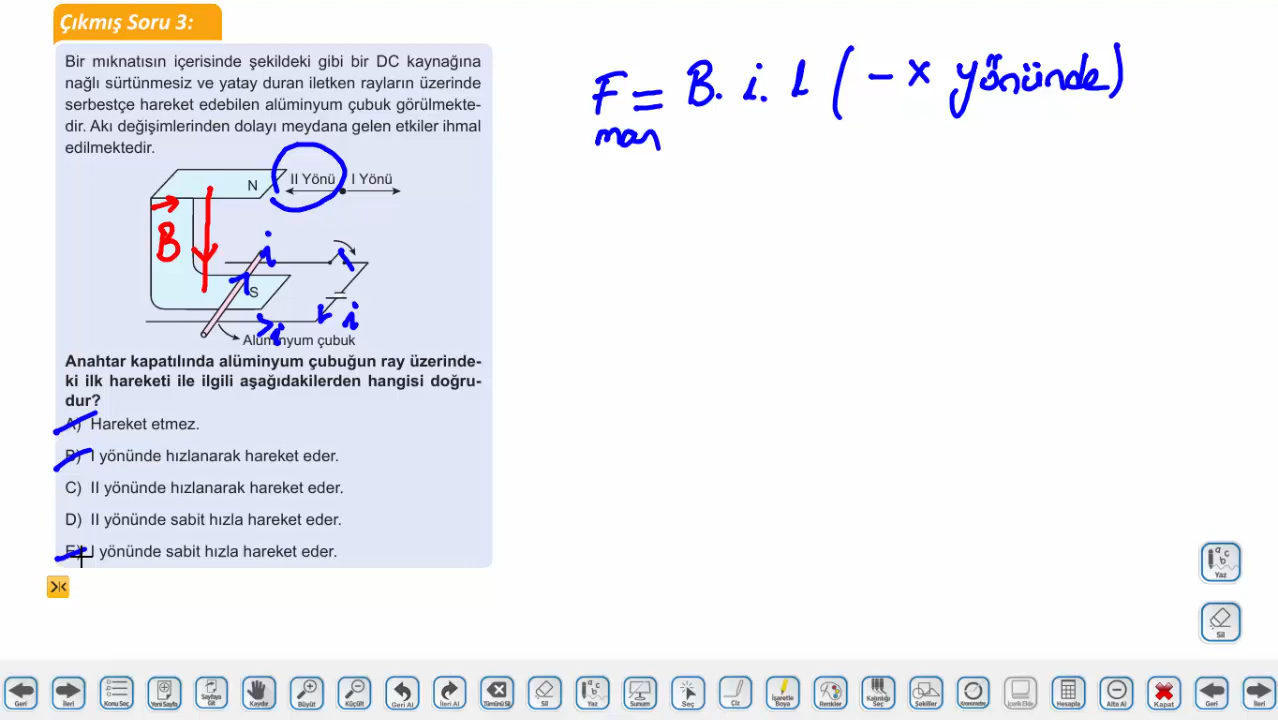 Çıkmış Soru 3:
Bir mıknatısın içerisinde şekildeki gibi bir DC kaynağına
nağlı sürtünmesiz ve yatay duran iletken rayların üzerinde
serbestçe hareket edebilen alüminyum çubuk görülmekte-
dir. Akı değişimlerinden dolayı meydana gelen etkiler ihmal
edilmektedir.
N
II Yönü
I Yönü
B
i
S
i
i
Alüminyum çubuk
Anahtar kapatılında alüminyum çubuğun ray üzerinde-
ki ilk hareketi ile ilgili aşağıdakilerden hangisi doğru-
dur?
A) Hareket etmez.
B) I yönünde hızlanarak hareket eder.
C) II yönünde hızlanarak hareket eder.
D) II yönünde sabit hızla hareket eder.
E) I yönünde sabit hızla hareket eder.
F = B. i. l (-x yönünde)
man
Yaz
Sil
Geri
İleri
Konu Seç
Yeni Sayfa
Sayfaya Git
Kaydır
Büyüt
Küçült
Geri Al
İleri Al
Tümünü Sil
Sil
Yaz
Sunum
Seç
Çiz
İşaretle Boya
Renkler
Kalınlığı Seç
Şekiller
Kronometre
İçerik Ekle
Hesapla
Alta Al
Kapat
Geri
İleri